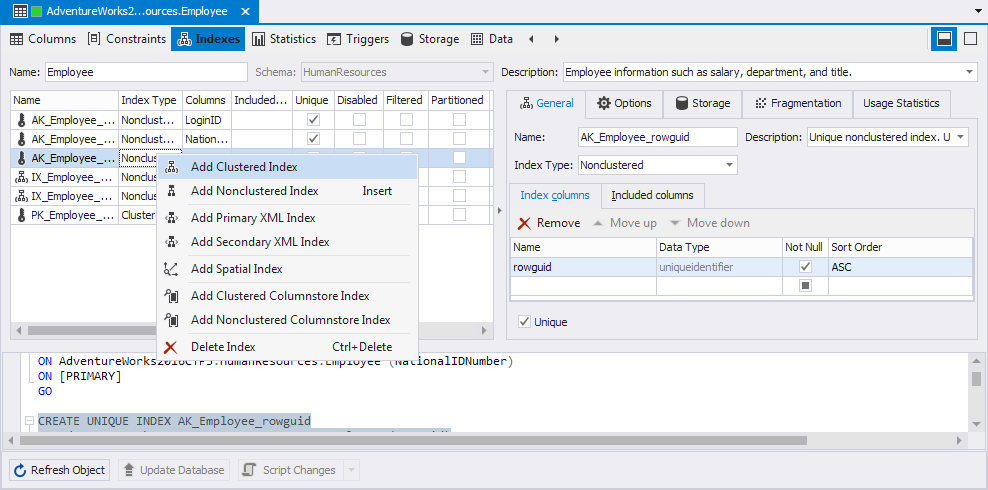 AdventureWorks2...ources.Employee
Columns Constraints Indexes Statistics Triggers Storage Data
Name: Employee Schema: HumanResources Description: Employee information such as salary, department, and title.
Name Index Type Columns Included... Unique Disabled Filtered Partitioned
AK_Employee_... Nonclust... LoginID
AK_Employee_... Nonclust... Nation...
AK_Employee_... Nonclus
IX_Employee_... Nonclus
IX_Employee_... Nonclus
PK_Employee_... Cluster
Add Clustered Index
Add Nonclustered Index Insert
Add Primary XML Index
Add Secondary XML Index
Add Spatial Index
Add Clustered Columnstore Index
Add Nonclustered Columnstore Index
Delete Index Ctrl+Delete
General Options Storage Fragmentation Usage Statistics
Name: AK_Employee_rowguid Description: Unique nonclustered index. U
Index Type: Nonclustered
Index columns Included columns
Remove Move up Move down
Name Data Type Not Null Sort Order
rowguid uniqueidentifier ASC
Unique
ON AdventureWorks2016CTP3.HumanResources.Employee (NationalIDNumber)
ON [PRIMARY]
GO
CREATE UNIQUE INDEX AK_Employee_rowguid
Refresh Object Update Database Script Changes